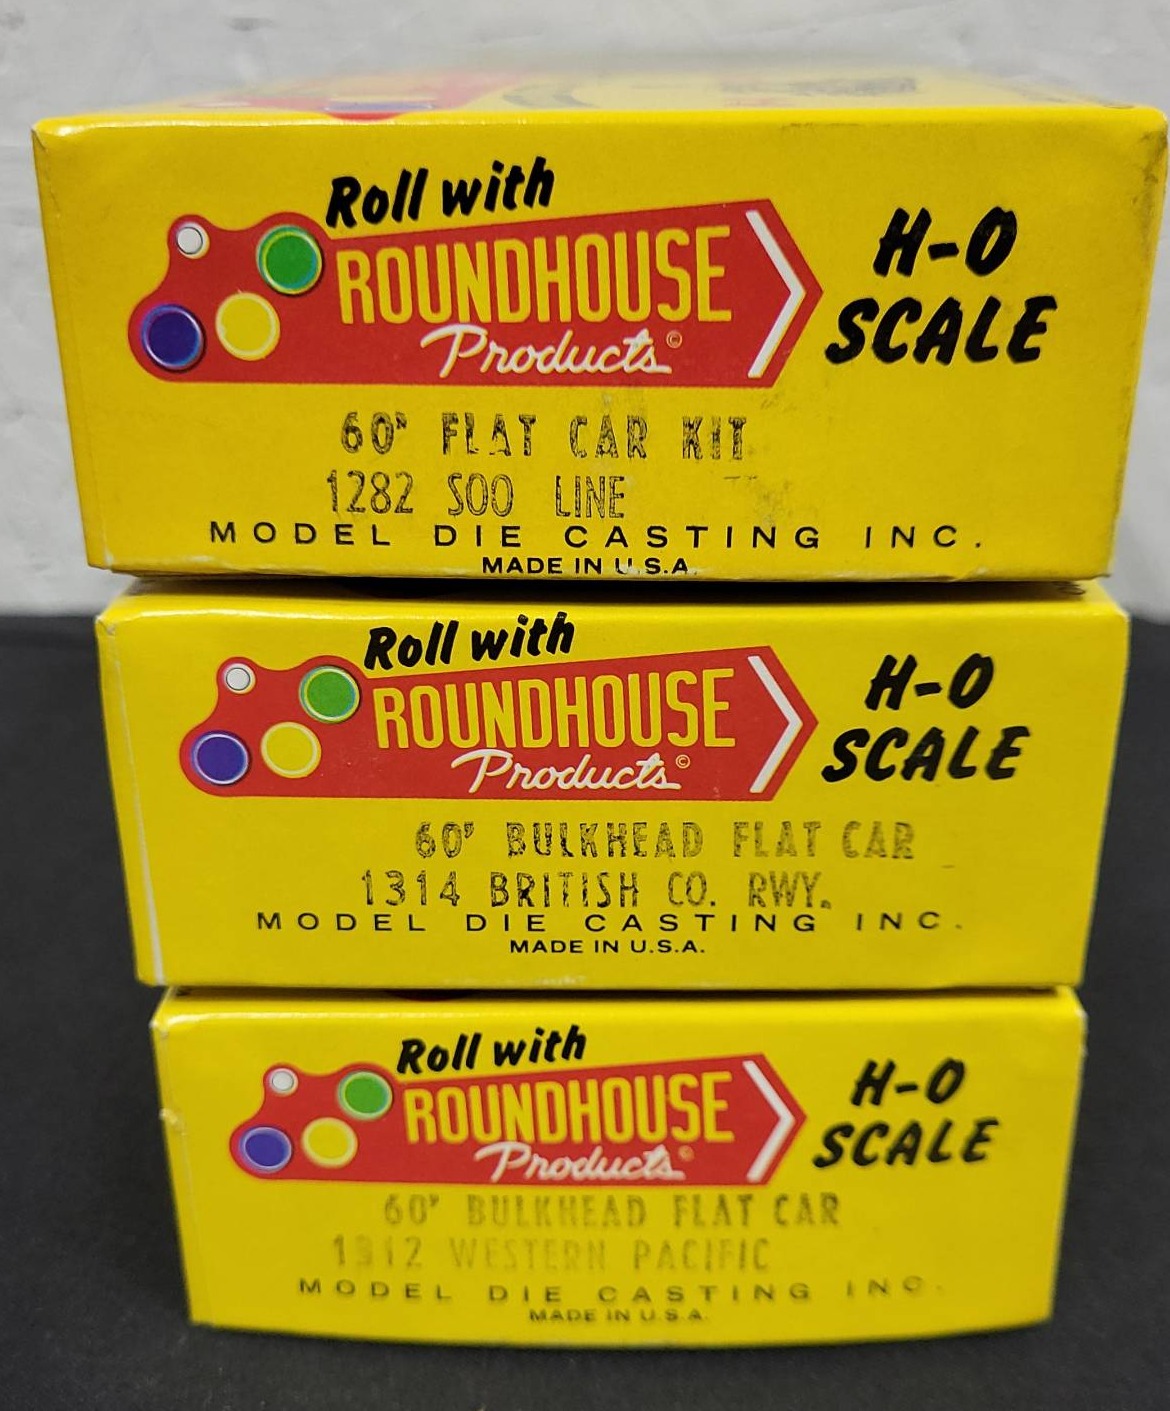 Roll with
ROUNDHOUSE
Products ©
H-O
SCALE
60' FLAT CAR KIT
1282 SOO LINE
MODEL DIE CASTING INC.
MADE IN U.S.A.
Roll with
ROUNDHOUSE
Products ©
H-O
SCALE
60' BULKHEAD FLAT CAR
1314 BRITISH CO. RWY.
MODEL DIE CASTING INC.
MADE IN U.S.A.
Roll with
ROUNDHOUSE
Products ©
H-O
SCALE
60' BULKHEAD FLAT CAR
1312 WESTERN PACIFIC
MODEL DIE CASTING INC.
MADE IN U.S.A.